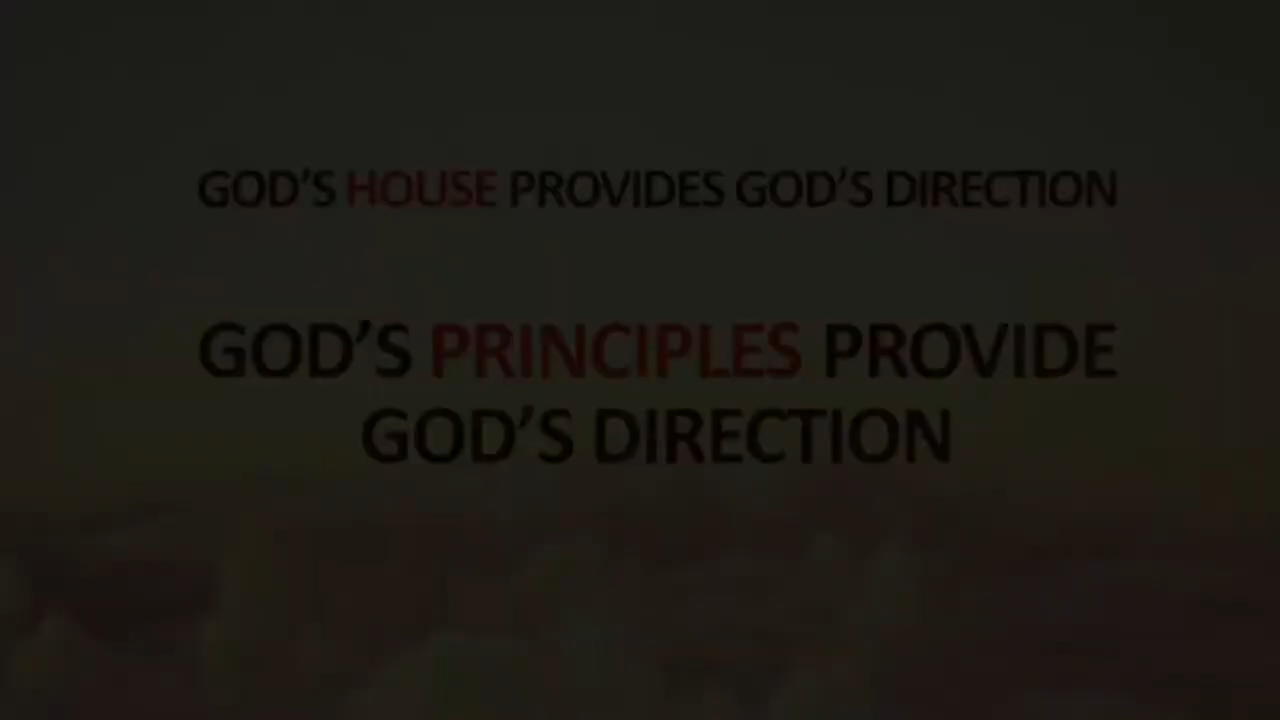 GOD’S HOUSE PROVIDES GOD’S DIRECTION
GOD’S PRINCIPLES PROVIDE
GOD’S DIRECTION